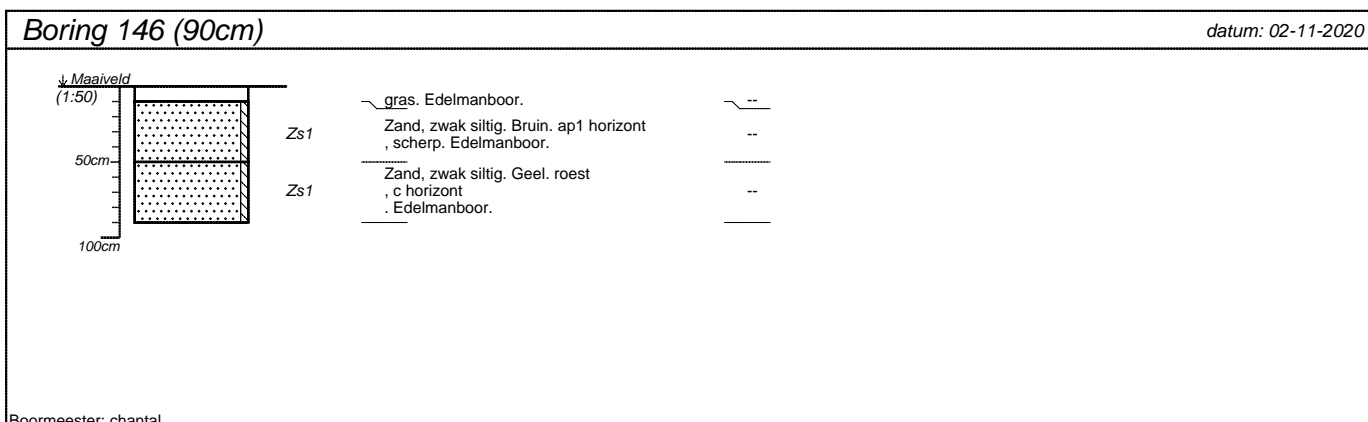 Boring 146 (90cm)
datum: 02-11-2020
Maaiveld
(1:50)
gras. Edelmanboor.
--
Zs1
Zand, zwak siltig. Bruin. ap1 horizont
, scherp. Edelmanboor.
--
50cm
Zs1
Zand, zwak siltig. Geel. roest
, c horizont
. Edelmanboor.
--
100cm
Boormeester: chantal